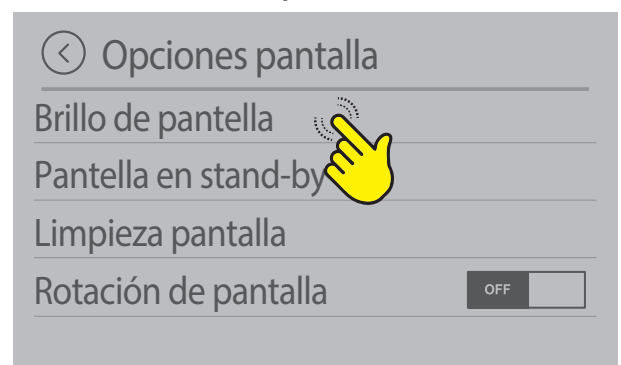 Opciones pantalla
Brillo de pantella
Pantella en stand-by
Limpieza pantalla
Rotación de pantalla OFF